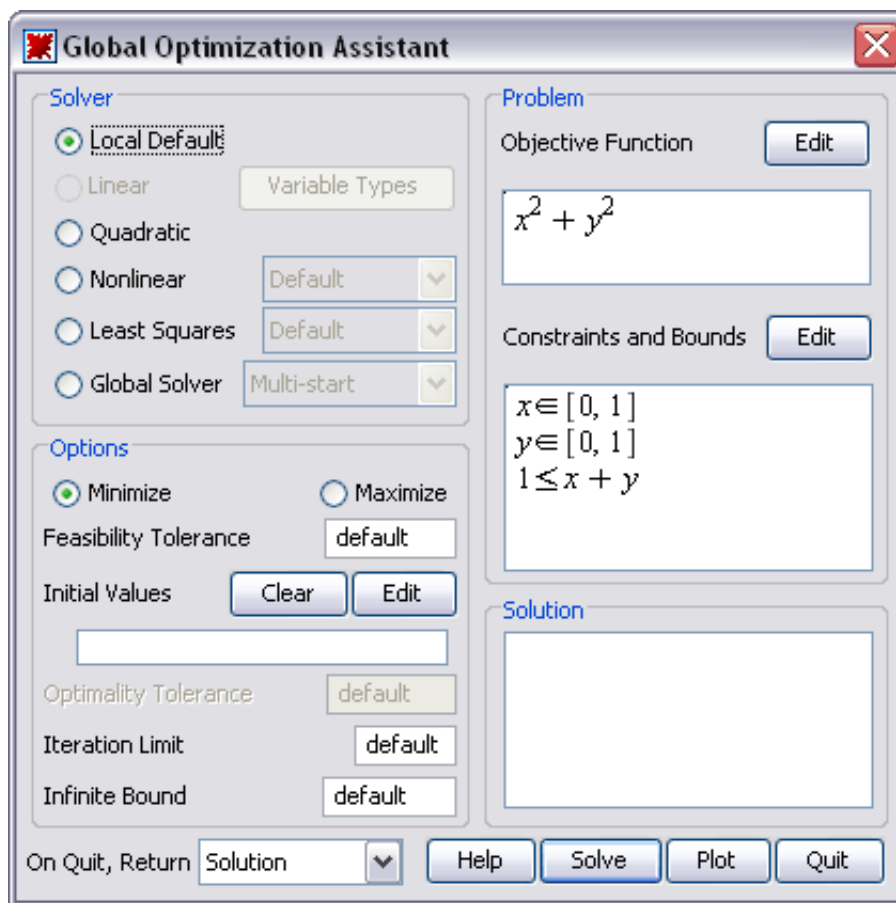 Global Optimization Assistant
Solver
Local Default
Linear Variable Types
Quadratic
Nonlinear Default
Least Squares Default
Global Solver Multi-start
Options
Minimize Maximize
Feasibility Tolerance default
Initial Values Clear Edit
Optimality Tolerance default
Iteration Limit default
Infinite Bound default
Problem
Objective Function Edit
x² + y²
Constraints and Bounds Edit
x∈[0, 1]
y∈[0, 1]
1≤x + y
Solution
On Quit, Return Solution Help Solve Plot Quit